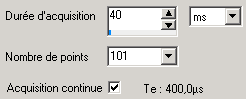 Durée d'acquisition 40 ms
Nombre de points 101
Acquisition continue Te : 400,0µs